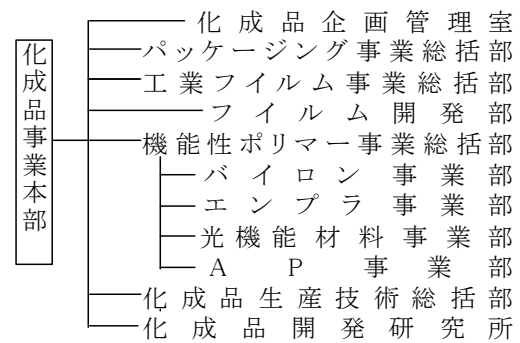 化成品事業本部
化成品企画管理室
パッケージング事業総括部
工業フイルム事業総括部
フイルム開発部
機能性ポリマー事業総括部
バイロン事業部
エンプラ事業部
光機能材料事業部
AP事業部
化成品生産技術総括部
化成品開発研究所